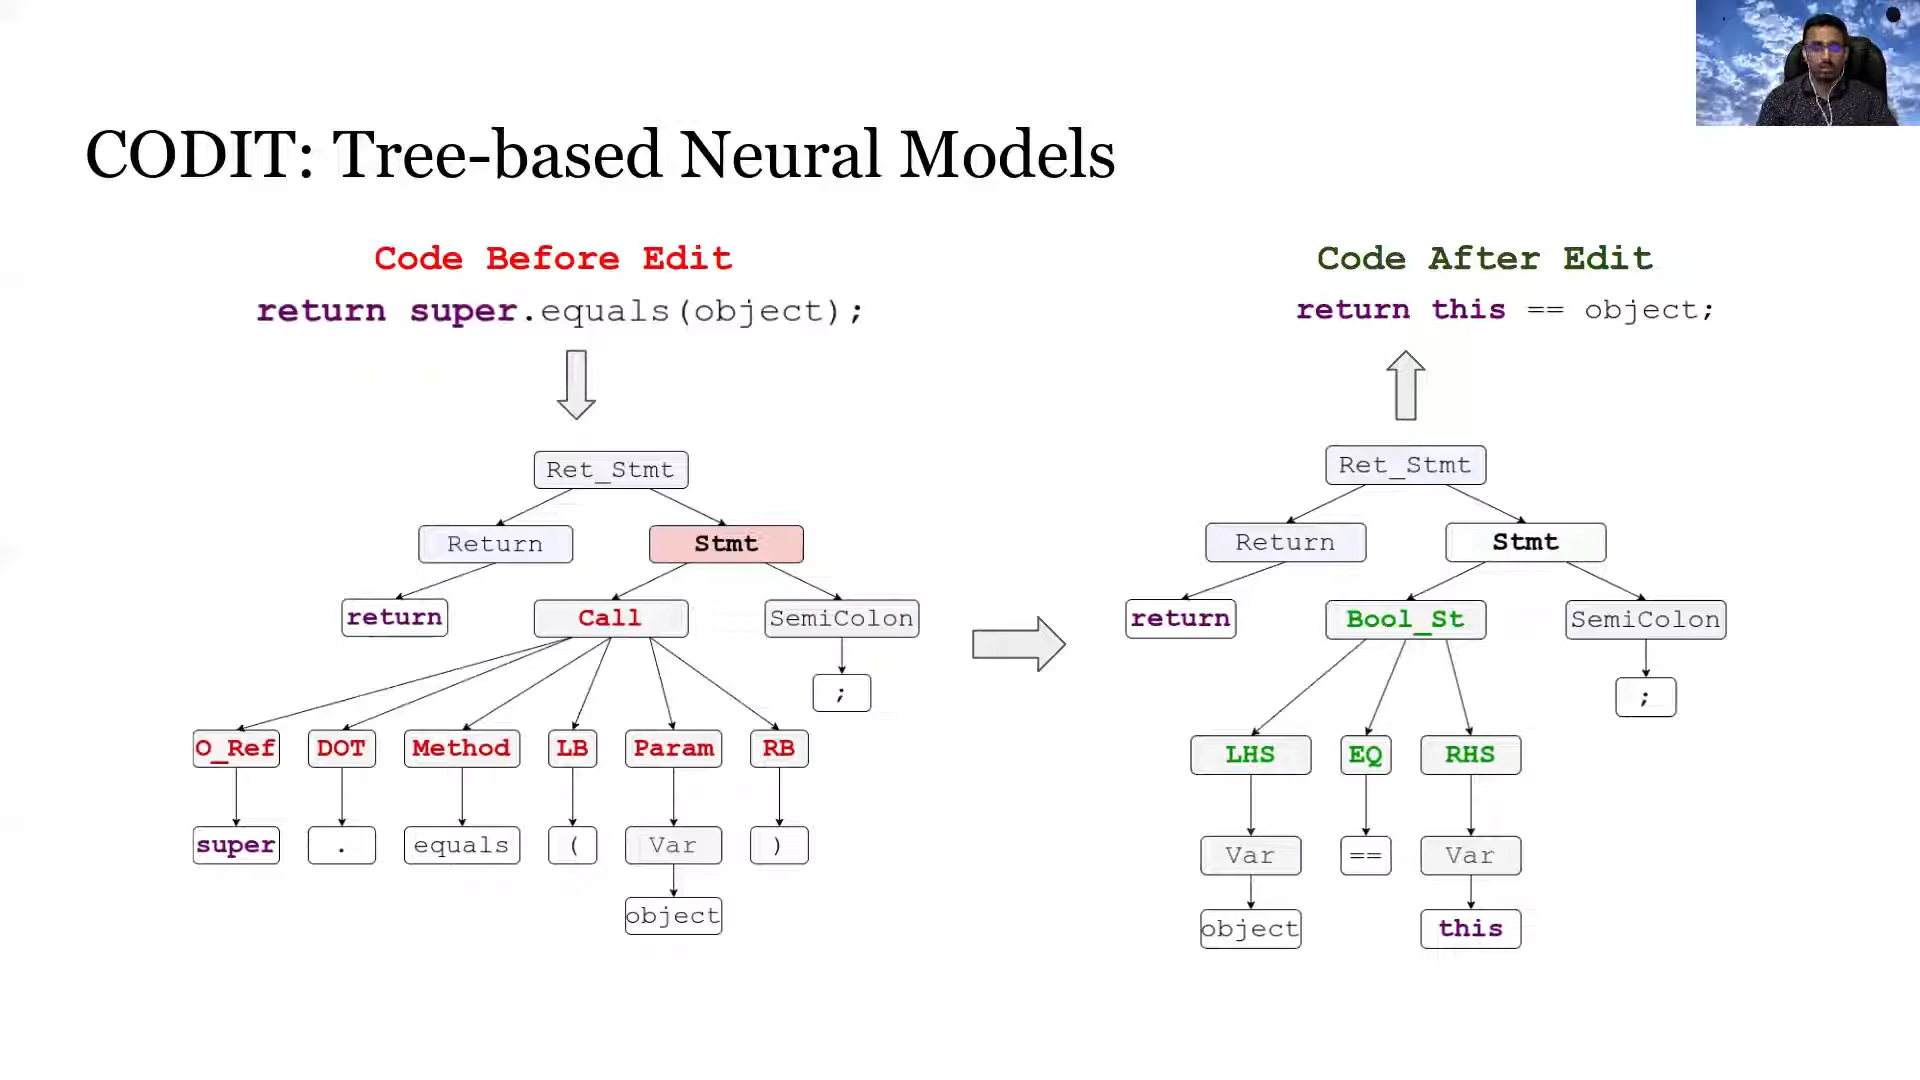 CODIT: Tree-based Neural Models
Code Before Edit
return super.equals(object);
Ret_Stmt
Return Stmt
return Call SemiColon
;
O_Ref DOT Method LB Param RB
super . equals ( Var )
object
Code After Edit
return this == object;
Ret_Stmt
Return Stmt
return Bool_St SemiColon
;
LHS EQ RHS
Var == Var
object this